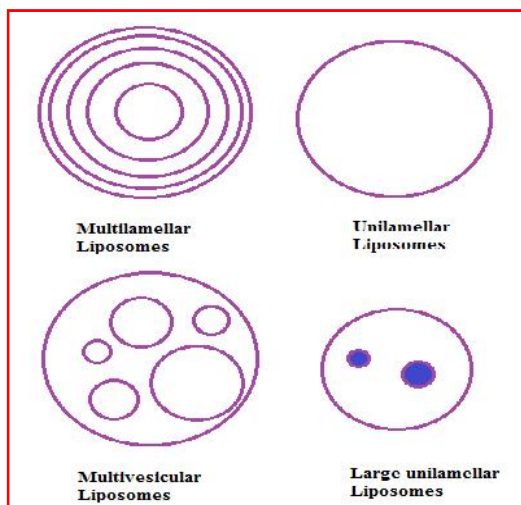 Multilamellar
Liposomes
Unilamellar
Liposomes
Multivesicular
Liposomes
Large unilamellar
Liposomes